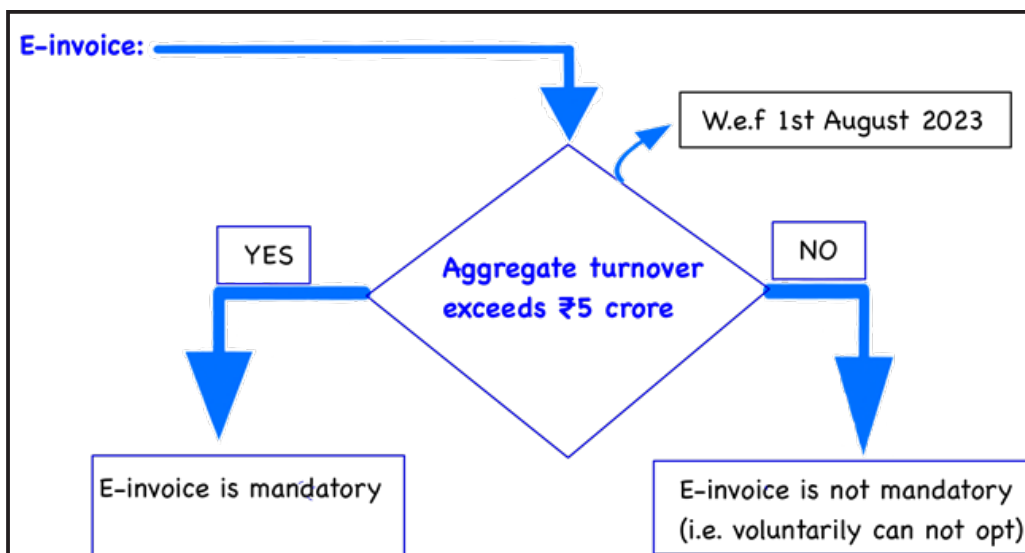 E-invoice:
W.e.f 1st August 2023
YES
NO
Aggregate turnover
exceeds ₹5 crore
E-invoice is mandatory
E-invoice is not mandatory
(i.e. voluntarily can not opt)